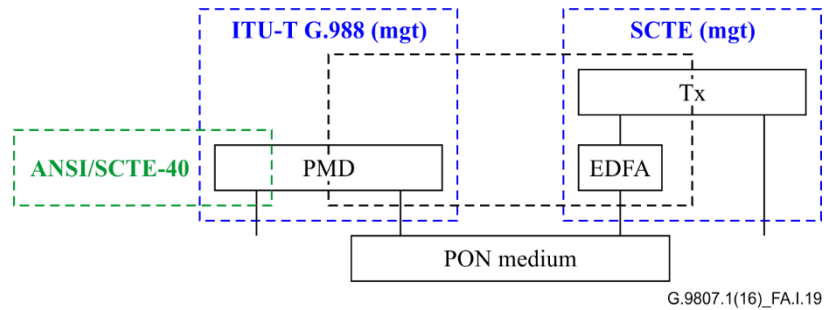 ITU-T G.988 (mgt)
SCTE (mgt)
Tx
ANSI/SCTE-40
PMD
EDFA
PON medium
G.9807.1(16)_FA.I.19